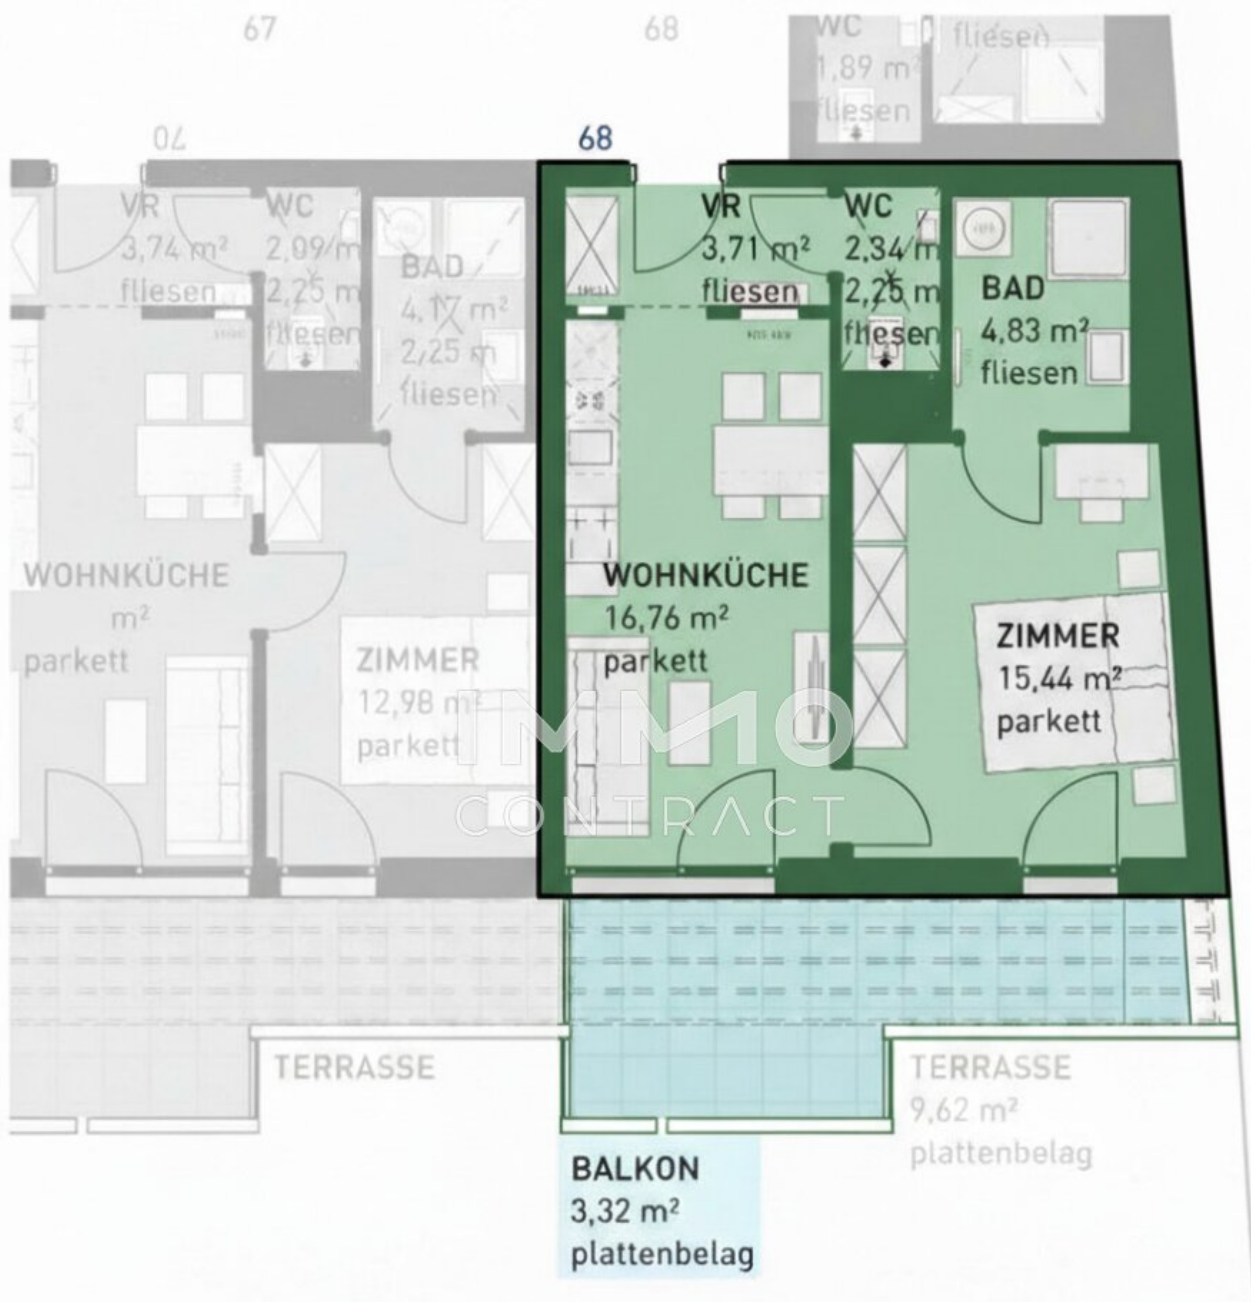 67
68
70
68
WC
1,89 m²
fliesen
fliesen
VR
3,74 m²
fliesen
WC
2,09 m
2,25 m
fliesen
BAD
4,17 m²
2,25 m
fliesen
VR
3,71 m²
fliesen
WC
2,34 m
2,25 m
fliesen
BAD
4,83 m²
fliesen
WOHNKÜCHE
m²
parkett
ZIMMER
12,98 m²
parkett
WOHNKÜCHE
16,76 m²
parkett
ZIMMER
15,44 m²
parkett
IMMO
CONTRACT
TERRASSE
TERRASSE
9,62 m²
plattenbelag
BALKON
3,32 m²
plattenbelag